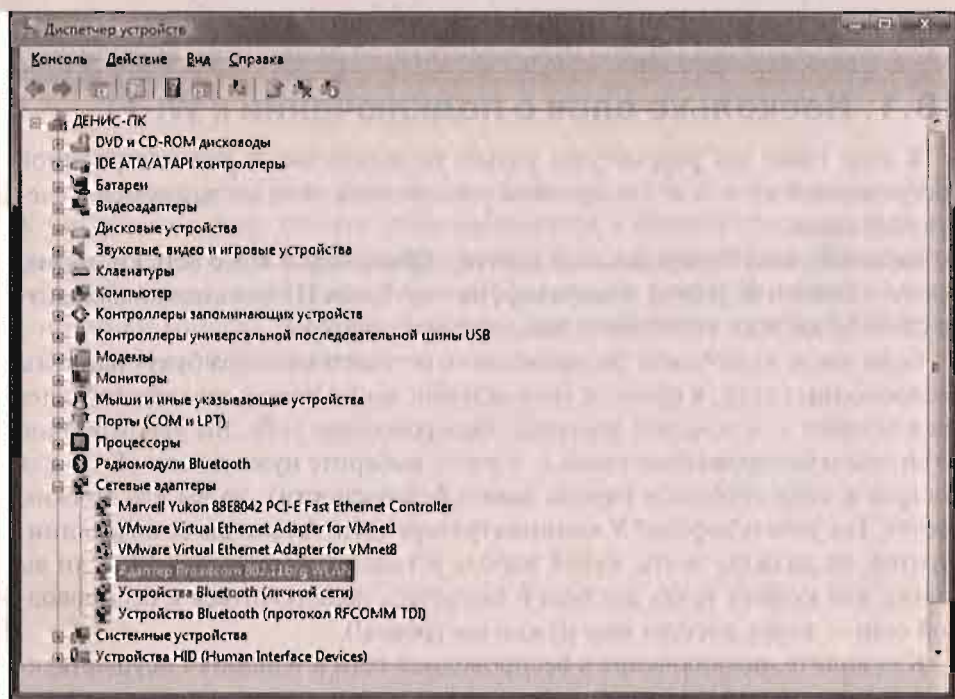 Диспетчер устройств
Консоль Действие Вид Справка
ДЕНИС-ПК
DVD и CD-ROM дисководы
IDE ATA/ATAPI контроллеры
Батареи
Видеоадаптеры
Дисковые устройства
Звуковые, видео и игровые устройства
Клавиатуры
Компьютер
Контроллеры запоминающих устройств
Контроллеры универсальной последовательной шины USB
Модемы
Мониторы
Мыши и иные указывающие устройства
Порты (COM и LPT)
Процессоры
Радиомодули Bluetooth
Сетевые адаптеры
Marvell Yukon 88E8042 PCI-E Fast Ethernet Controller
VMware Virtual Ethernet Adapter for VMnet1
VMware Virtual Ethernet Adapter for VMnet8
Адаптер Broadcom 802.11b/g WLAN
Устройства Bluetooth (личной сети)
Устройство Bluetooth (протокол RFCOMM TDI)
Системные устройства
Устройства HID (Human Interface Devices)